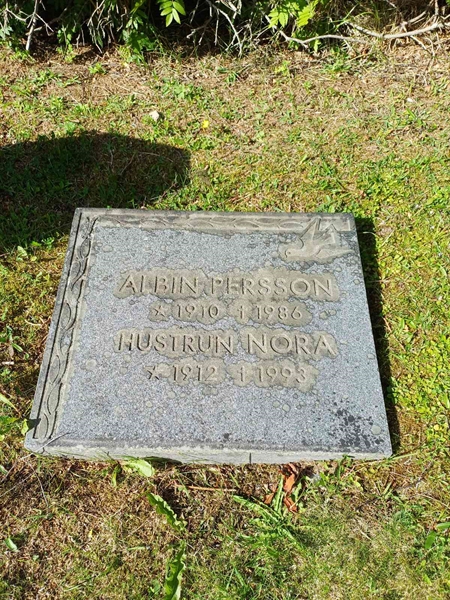 ALBIN PERSSON
* 1910 † 1986
HUSTRUN NORA
* 1912 † 1993